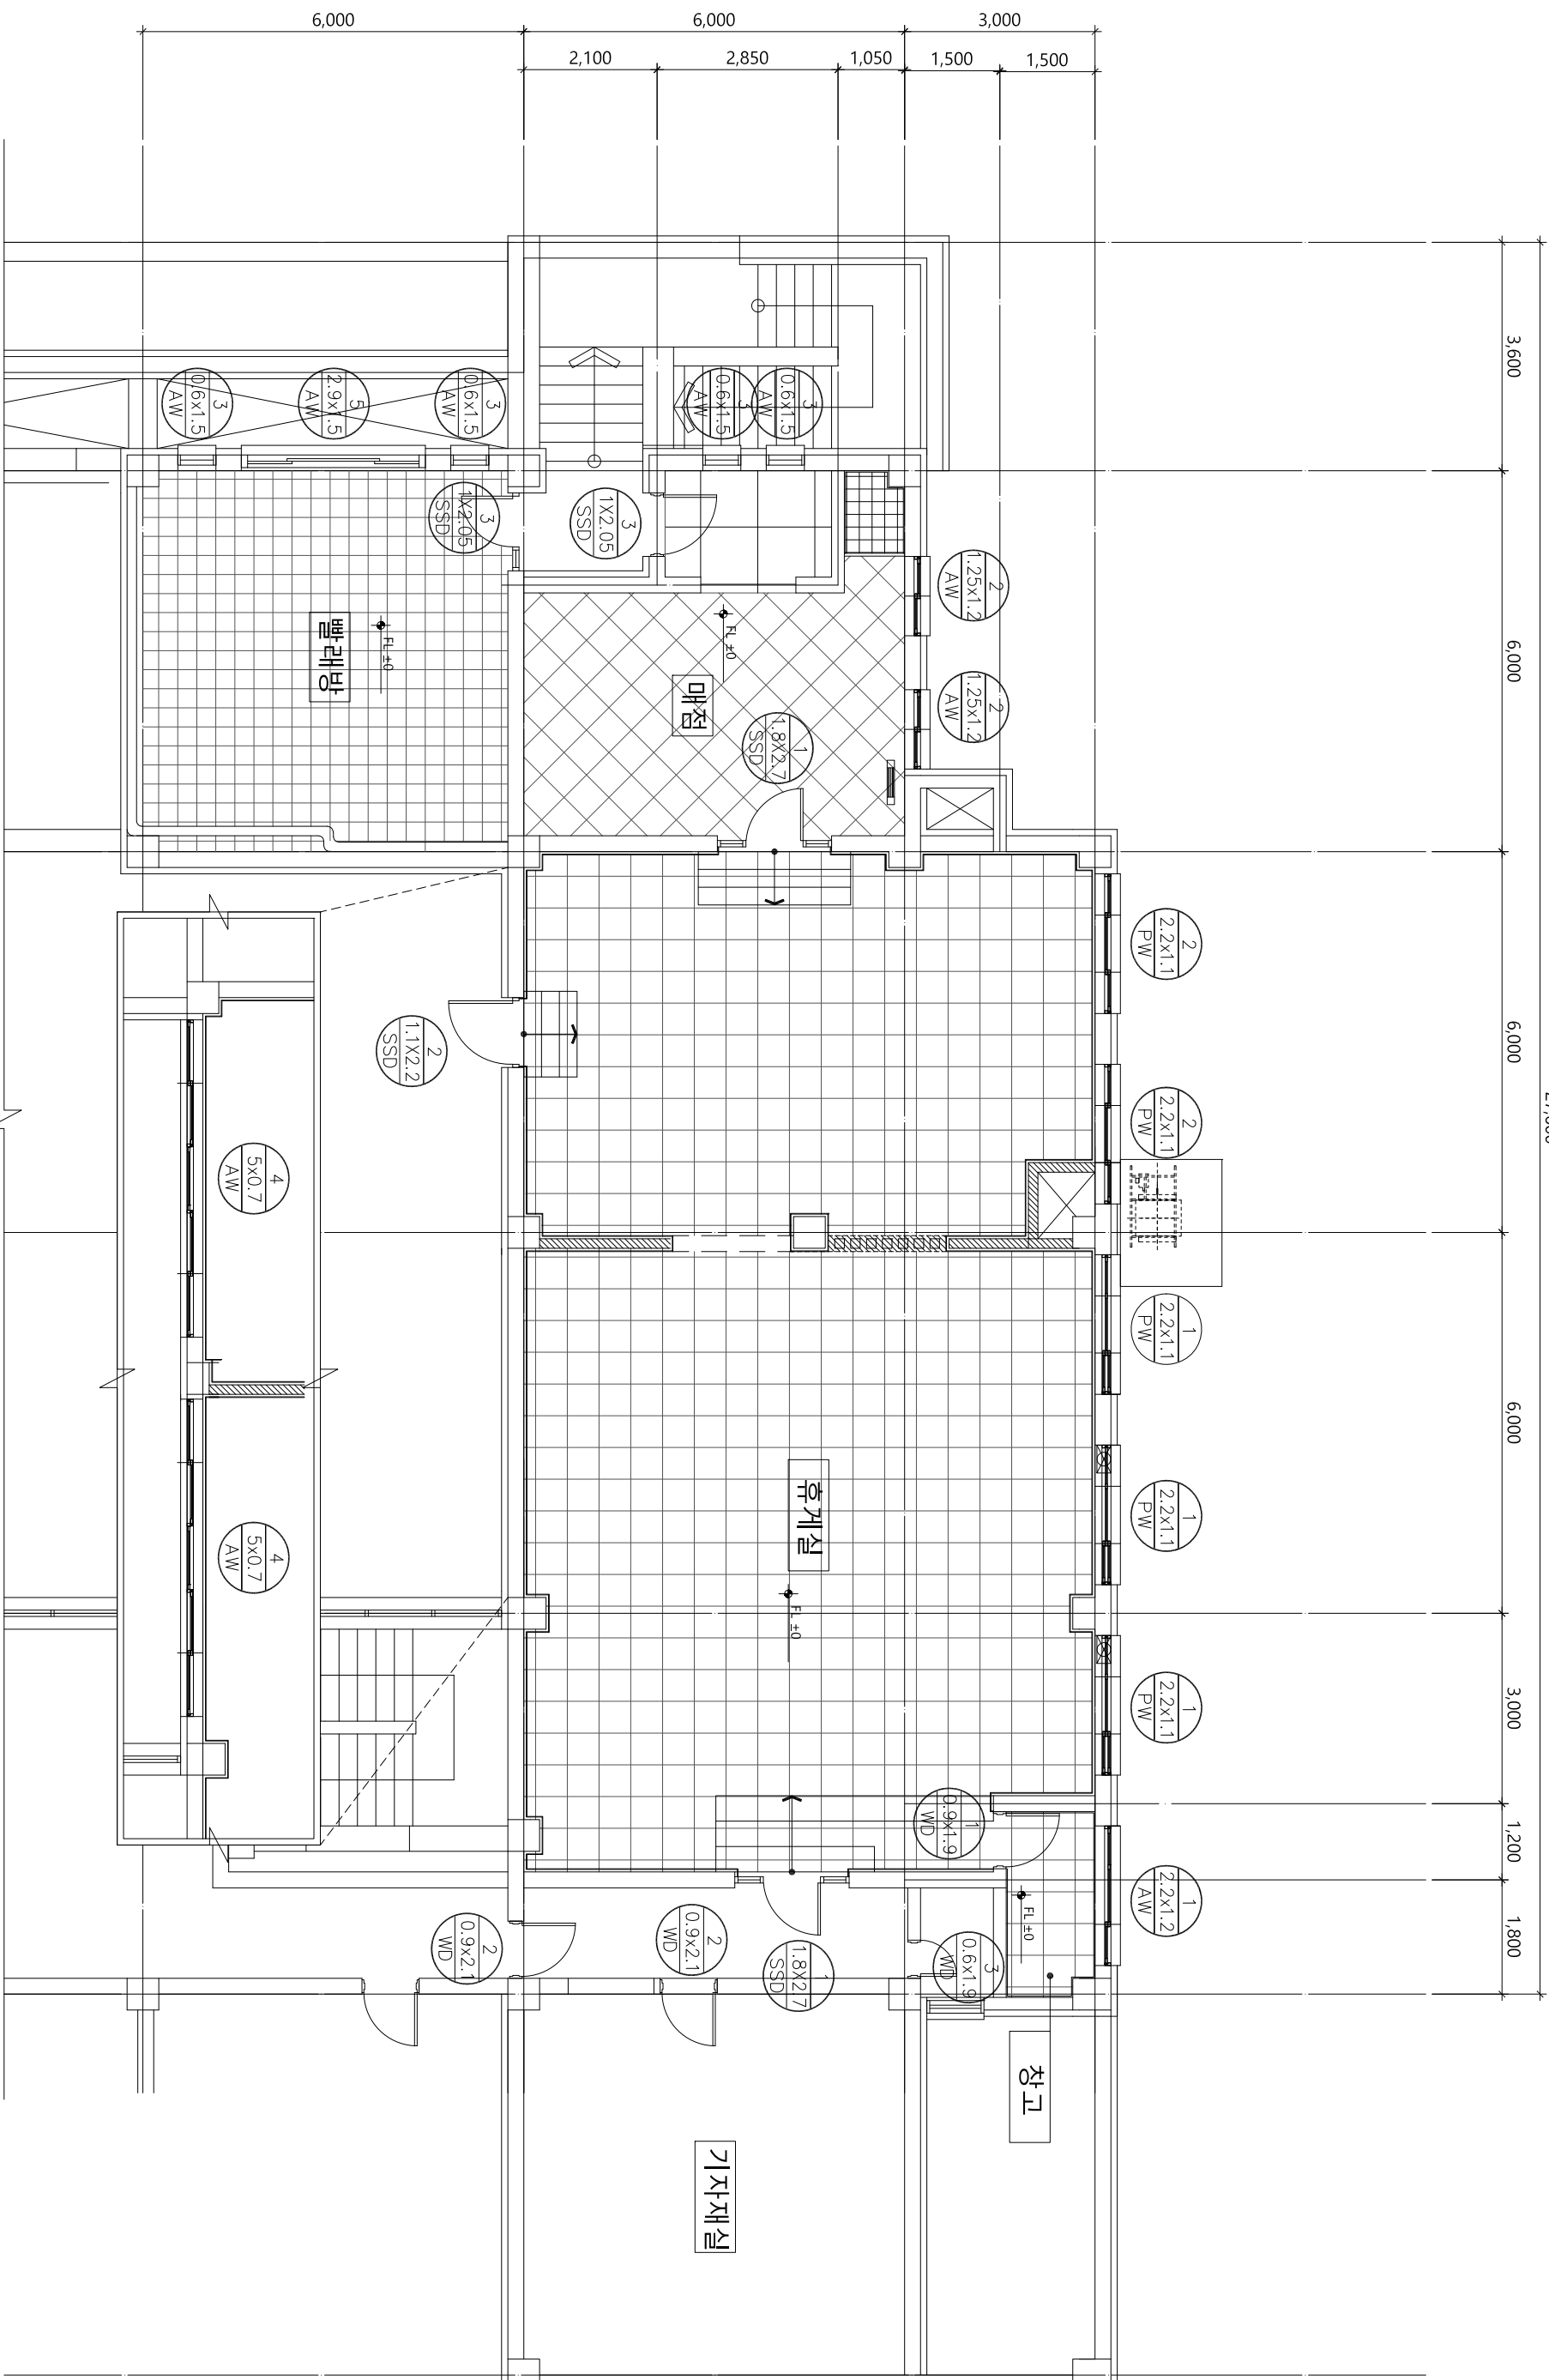 6,000
6,000
3,000
2,100
2,850
1,050
1,500
1,500
3,600
6,000
6,000
6,000
3,000
1,200
1,800
3
0.6x1.5
AW
5
2.9x1.5
AW
3
0.6x1.5
AW
3
0.6x1.5
AW
3
0.6x1.5
AW
3
1X2.05
SSD
3
1X2.05
SSD
2
1.25x1.2
AW
2
1.25x1.2
AW
빨래방
FL ±0
매점
FL ±0
1
1.8X2.7
SSD
2
2.2x1.1
PW
2
1.1X2.2
SSD
2
2.2x1.1
PW
4
5x0.7
AW
1
2.2x1.1
PW
휴게실
FL ±0
1
2.2x1.1
PW
4
5x0.7
AW
1
2.2x1.1
PW
1
0.9x1.9
WD
1
2.2x1.2
AW
FL ±0
2
0.9x2.1
WD
2
0.9x2.1
WD
1
1.8X2.7
SSD
3
0.6x1.9
WD
창고
기자재실